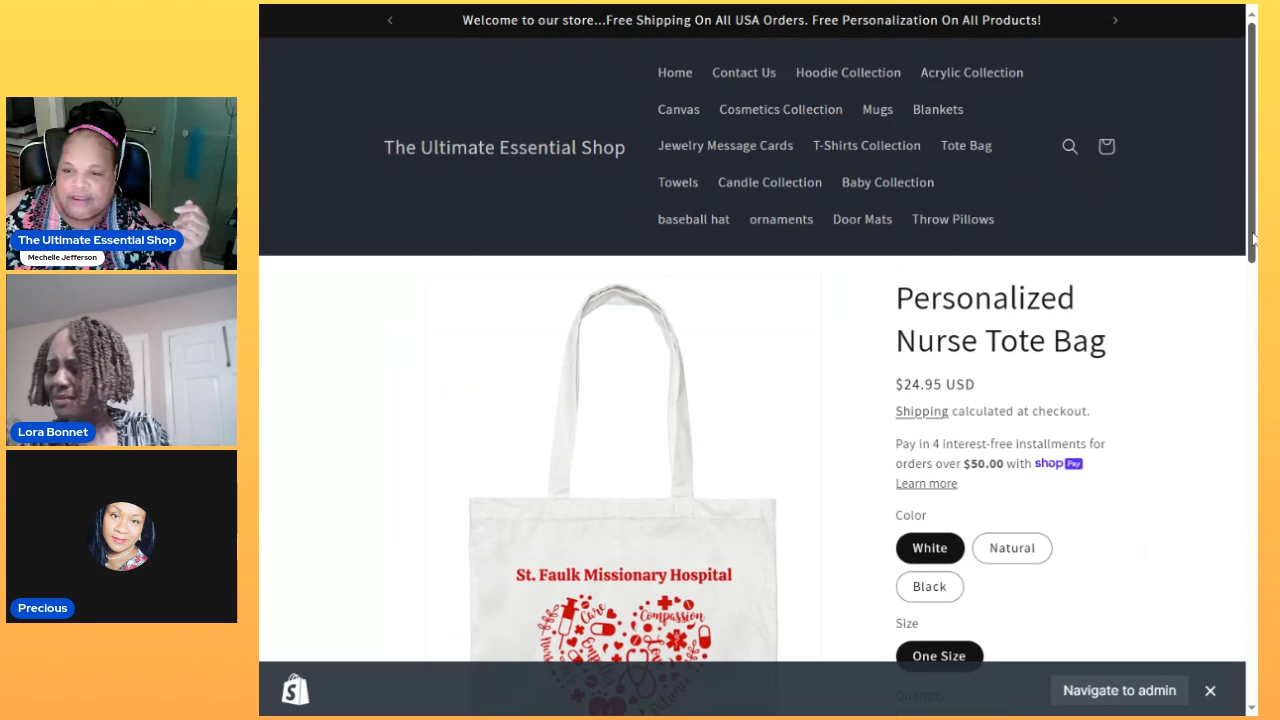 Welcome to our store...Free Shipping On All USA Orders. Free Personalization On All Products!
Home Contact Us Hoodie Collection Acrylic Collection
Canvas Cosmetics Collection Mugs Blankets
The Ultimate Essential Shop
Jewelry Message Cards T-Shirts Collection Tote Bag
Towels Candle Collection Baby Collection
baseball hat ornaments Door Mats Throw Pillows
The Ultimate Essential Shop
Mechelle Jefferson
Lora Bonnet
Precious
Personalized
Nurse Tote Bag
$24.95 USD
Shipping calculated at checkout.
Pay in 4 interest-free installments for
orders over $50.00 with shop Pay
Learn more
Color
White Natural
Black
Size
One Size
Quantity
St. Faulk Missionary Hospital
Care Compassion
Love
Navigate to admin